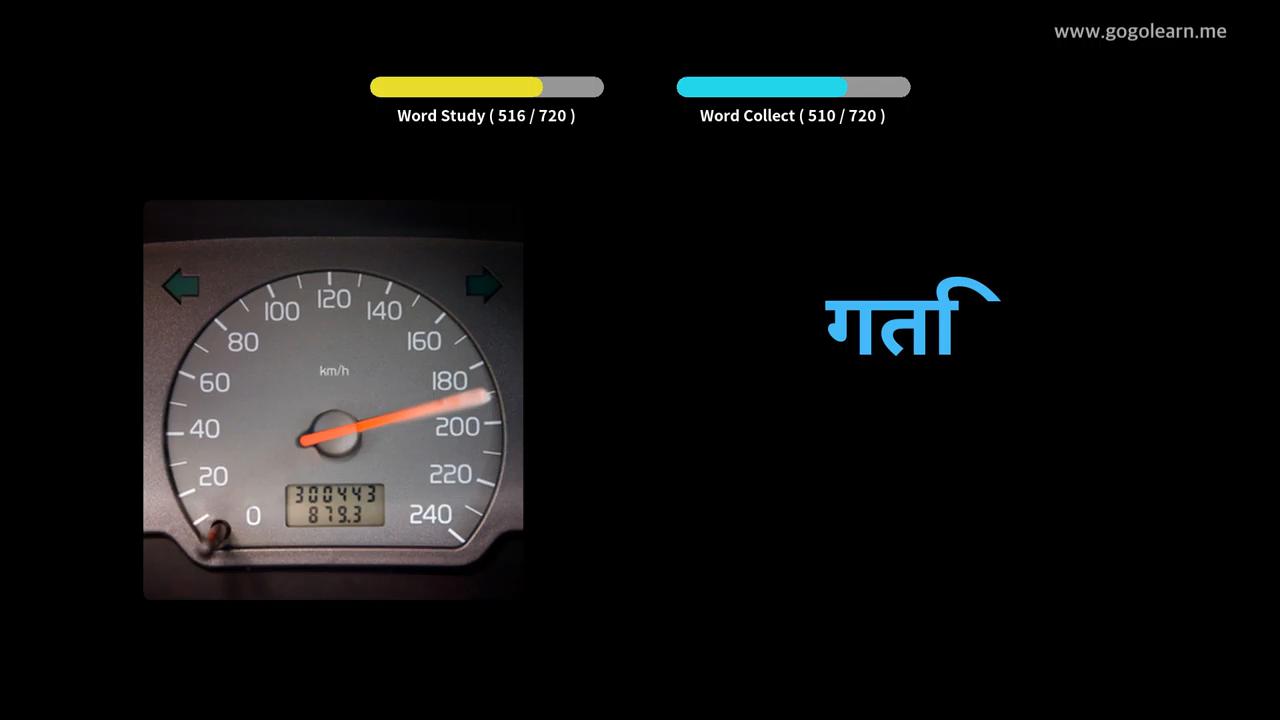 www.gogolearn.me
Word Study ( 516 / 720 )
Word Collect ( 510 / 720 )
गति
100 120 140
80 160
km/h
60 180
40 200
20 220
0 240
300443
879.3